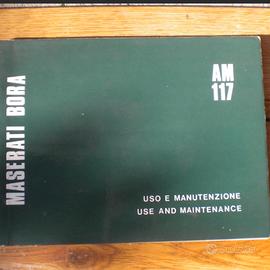 MASERATI BORA
AM
117
USO E MANUTENZIONE
USE AND MAINTENANCE